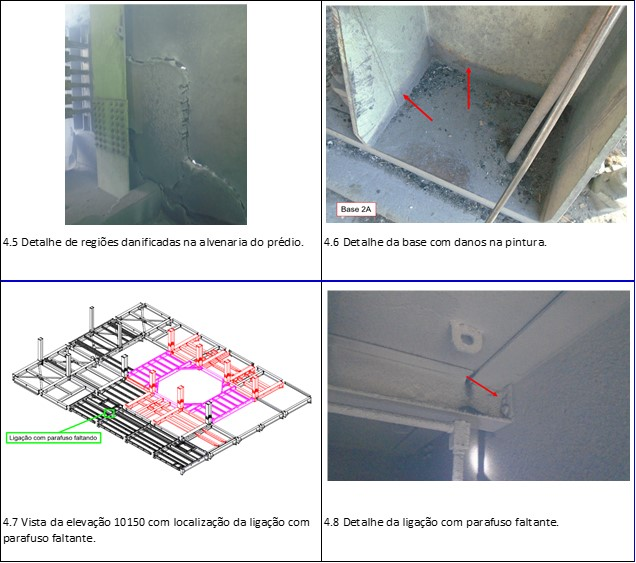 4.5 Detalhe de regiões danificadas na alvenaria do prédio.
Base 2A
4.6 Detalhe da base com danos na pintura.
Ligação com parafuso faltando
4.7 Vista da elevação 10150 com localização da ligação com
parafuso faltante.
4.8 Detalhe da ligação com parafuso faltante.